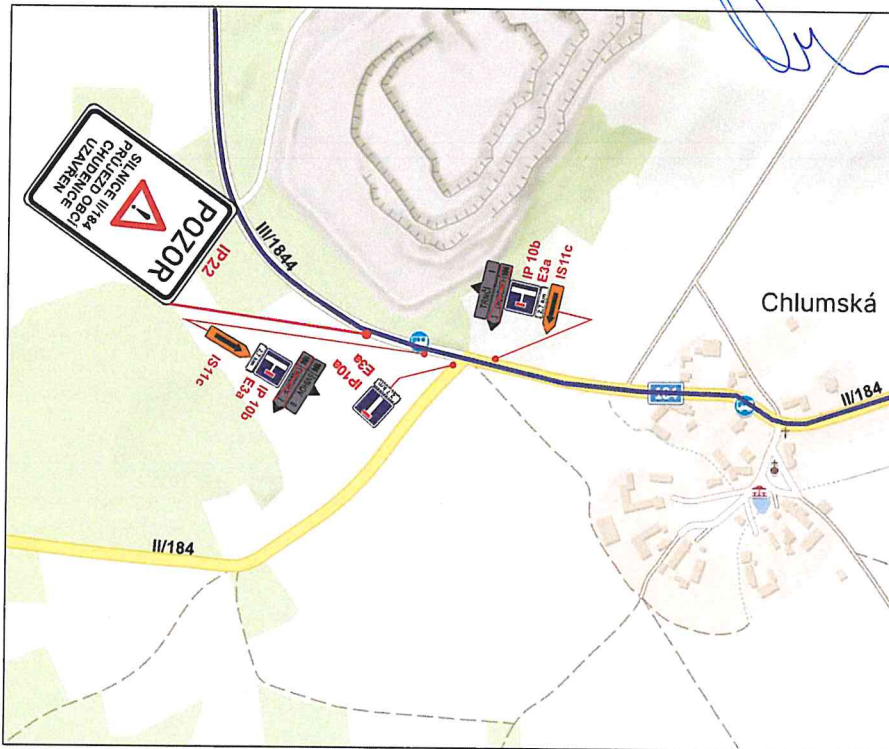 POZOR
SILNICE II/184
PRŮJEZD OBCÍ
CHUDENICE
UZAVŘEN
IP22
III/1844
IP 10b
E3a
IS11c
Chlumská
II/184
184
IP10a
E3a
IS11c
E3a
IP 10b
II/184